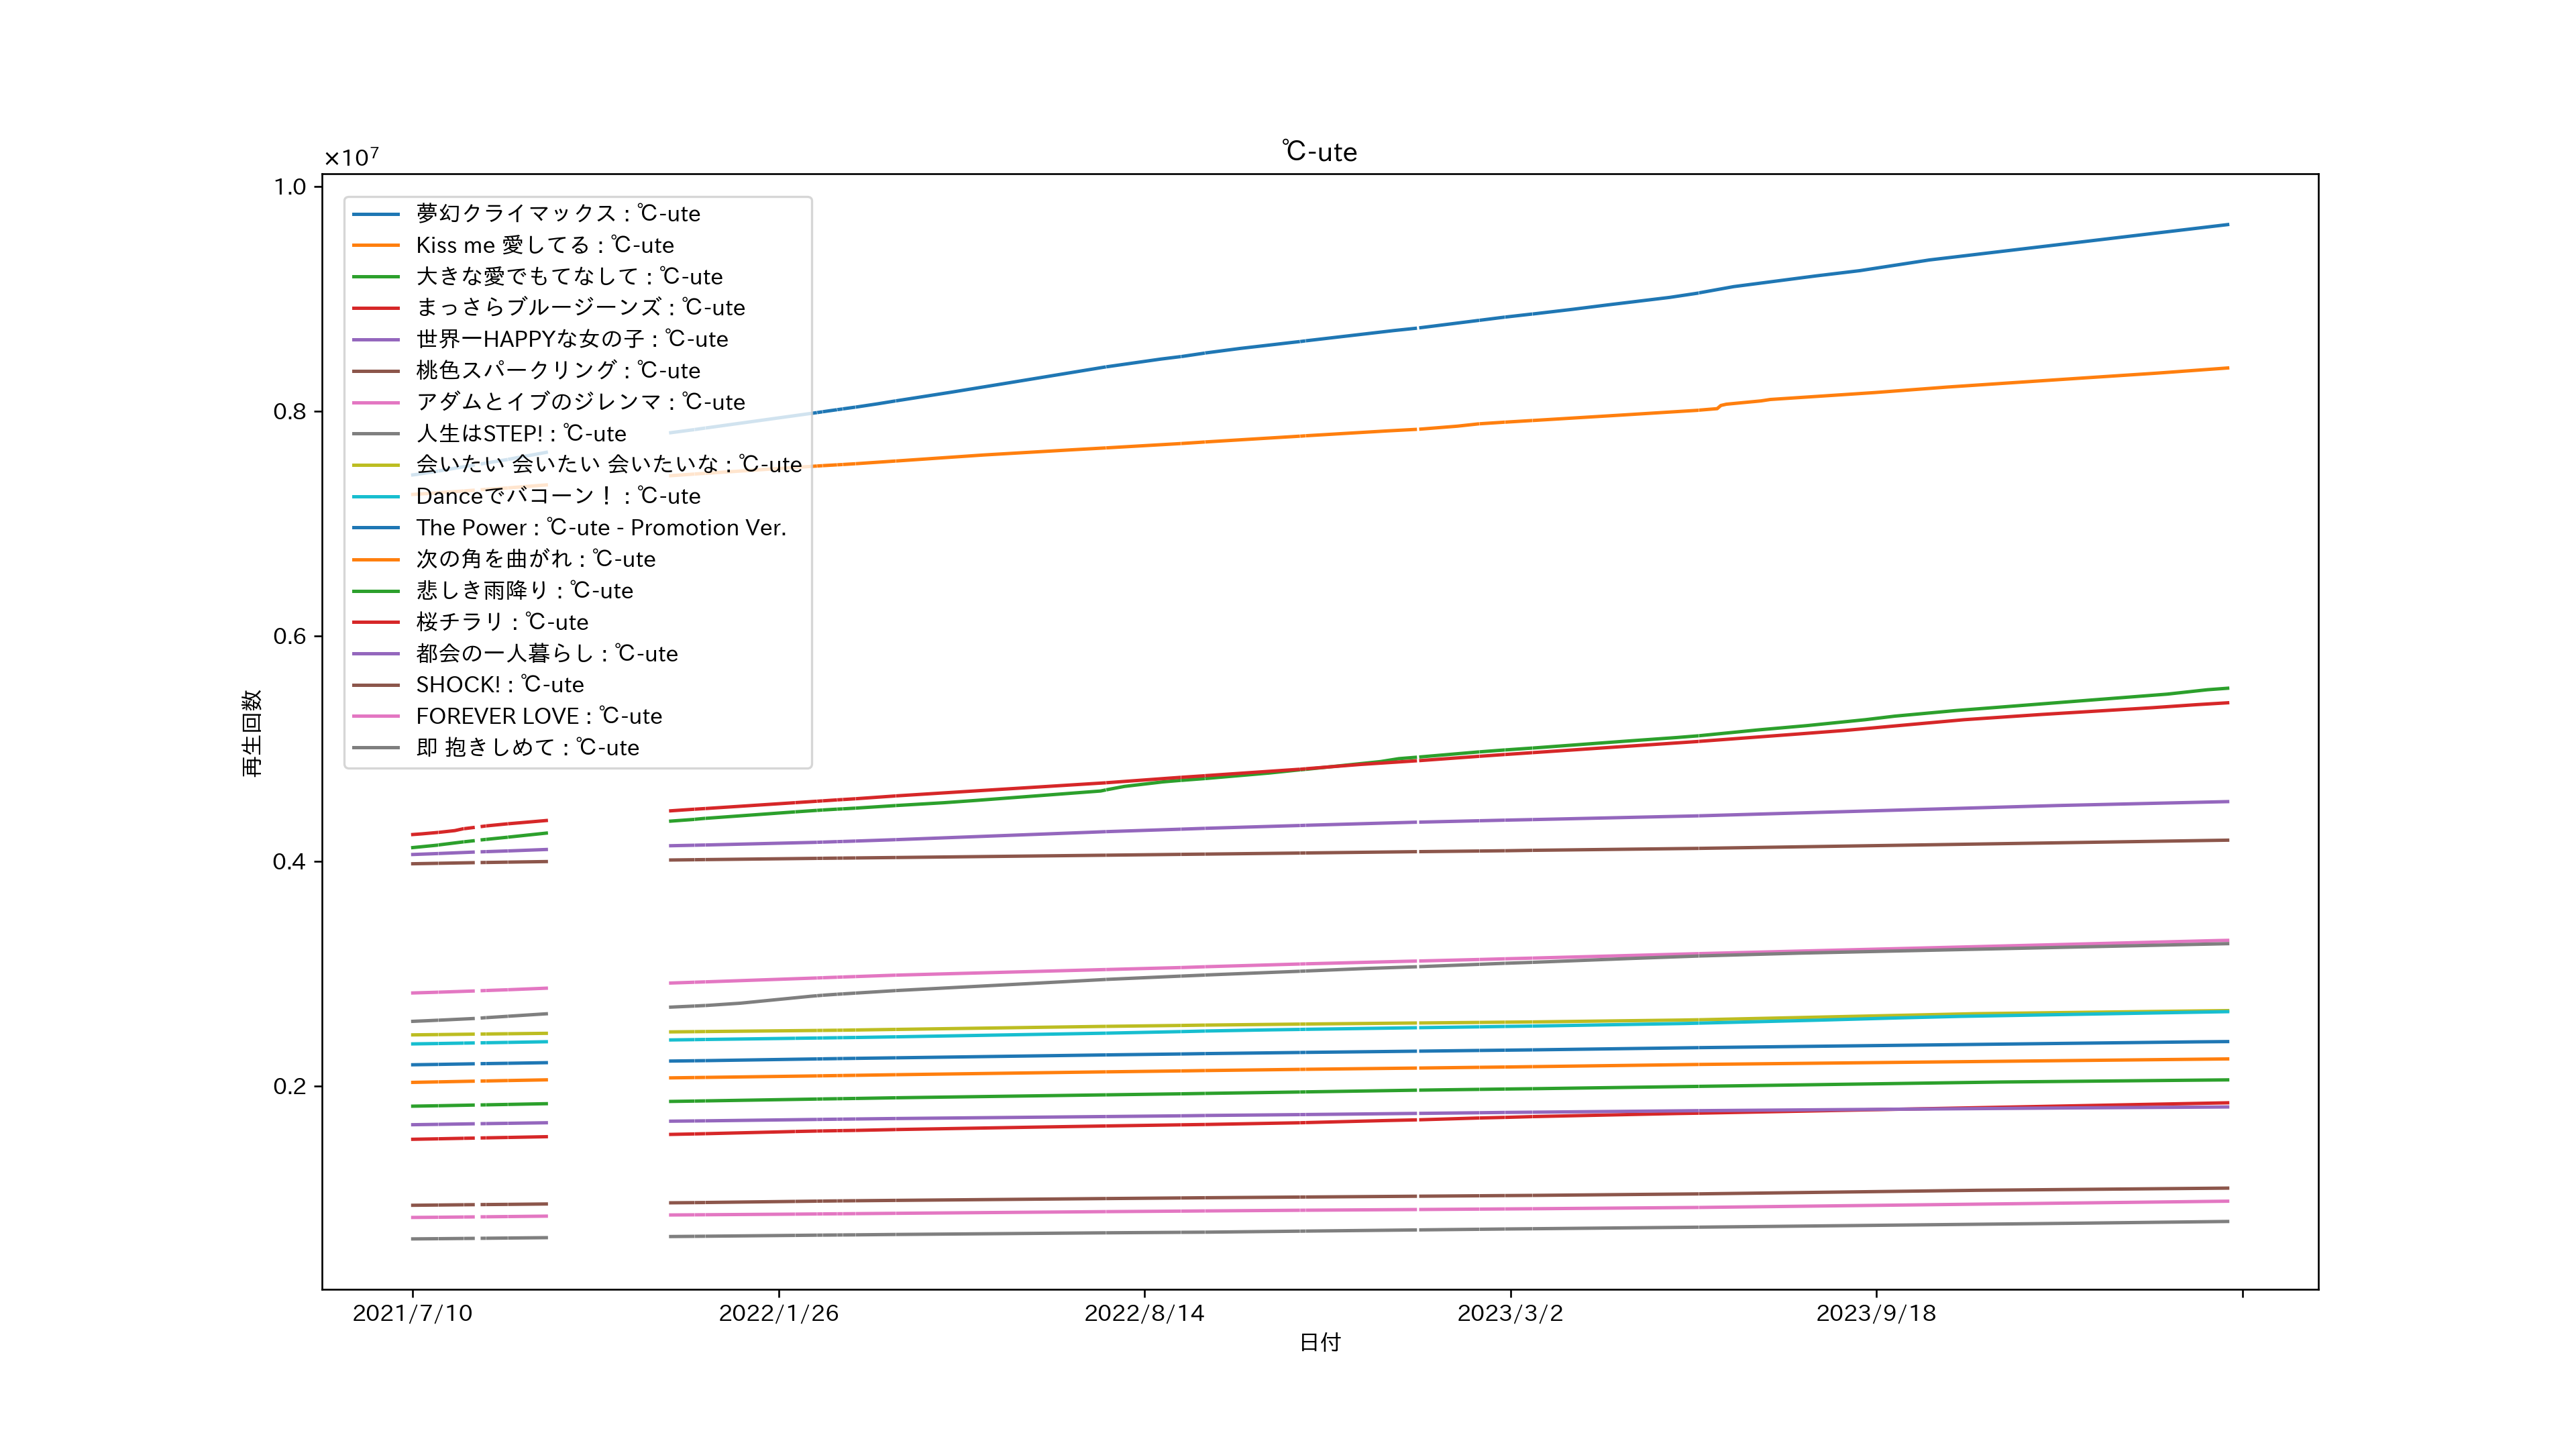 ℃-ute
×10⁷
1.0
0.8
0.6
0.4
0.2
再生回数
夢幻クライマックス : ℃-ute
Kiss me 愛してる : ℃-ute
大きな愛でもてなして : ℃-ute
まっさらブルージーンズ : ℃-ute
世界一HAPPYな女の子 : ℃-ute
桃色スパークリング : ℃-ute
アダムとイブのジレンマ : ℃-ute
人生はSTEP! : ℃-ute
会いたい 会いたい 会いたいな : ℃-ute
Danceでバコーン！ : ℃-ute
The Power : ℃-ute - Promotion Ver.
次の角を曲がれ : ℃-ute
悲しき雨降り : ℃-ute
桜チラリ : ℃-ute
都会の一人暮らし : ℃-ute
SHOCK! : ℃-ute
FOREVER LOVE : ℃-ute
即 抱きしめて : ℃-ute
2021/7/10
2022/1/26
2022/8/14
2023/3/2
2023/9/18
日付